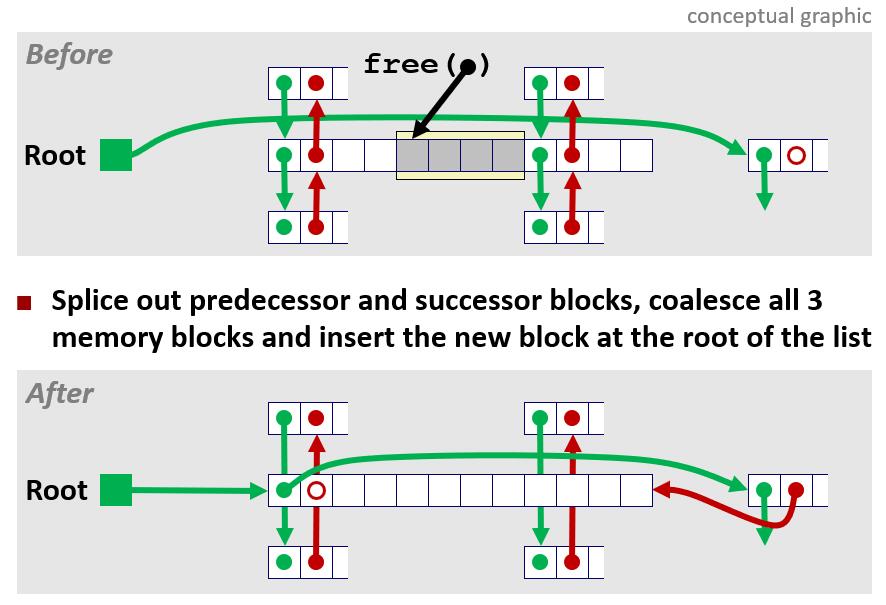 conceptual graphic
Before
free( )
Root
Splice out predecessor and successor blocks, coalesce all 3
memory blocks and insert the new block at the root of the list
After
Root